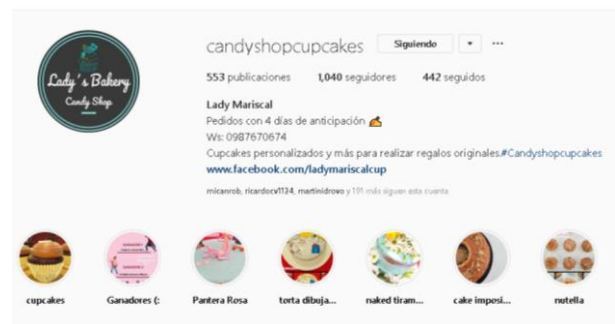 Lady's Bakery
Candy Shop
candyshopcupcakes Siguiendo
553 publicaciones 1,040 seguidores 442 seguidos
Lady Mariscal
Pedidos con 4 días de anticipación ✍
Ws: 0987670674
Cupcakes personalizados y más para realizar regalos originales.#Candyshopcupcakes
www.facebook.com/ladymariscalcup
micanrob, ricardocv1134, martinidrovo y 191 más siguen esta cuenta
cupcakes Ganadores (: Pantera Rosa torta dibuja... naked tiram... cake imposi... nutella